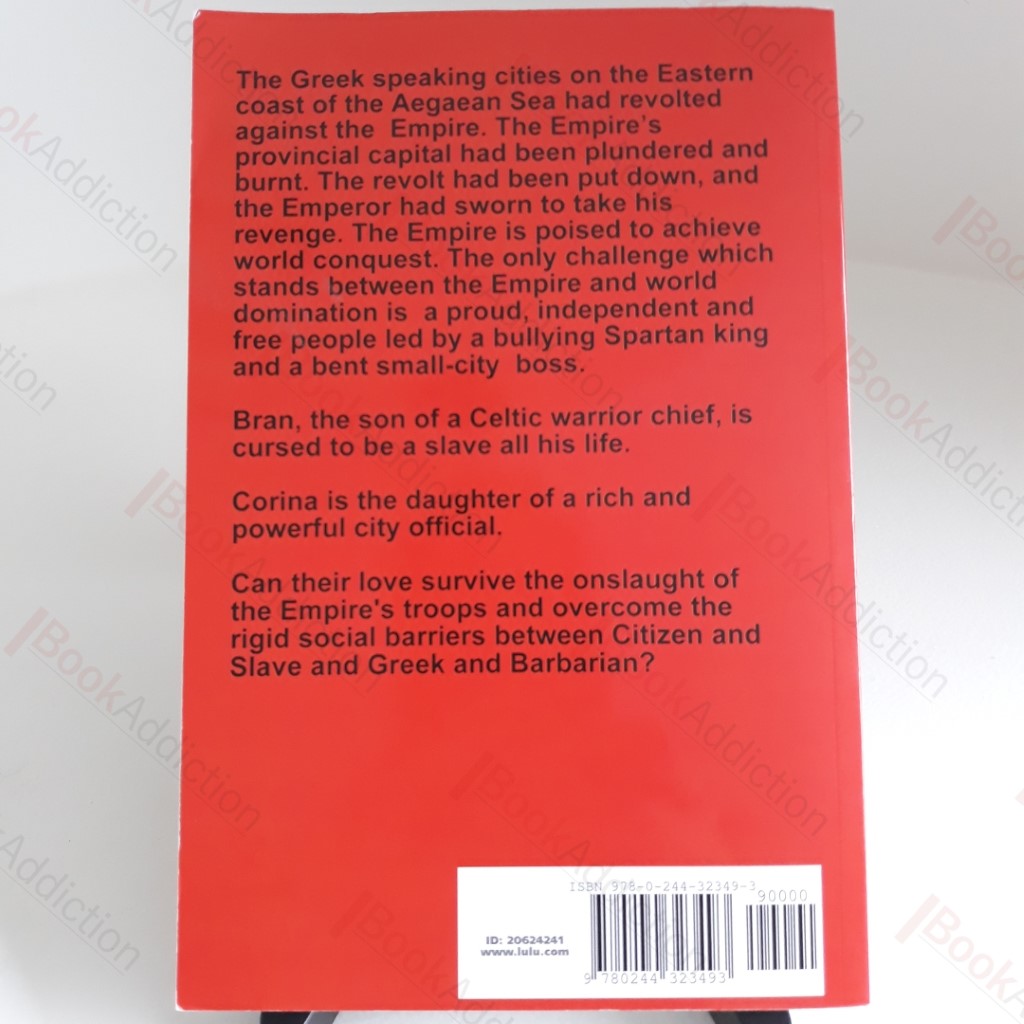 The Greek speaking cities on the Eastern
coast of the Aegaean Sea had revolted
against the  Empire. The Empire's
provincial capital had been plundered and
burnt. The revolt had been put down, and
the Emperor had sworn to take his
revenge. The Empire is poised to achieve
world conquest. The only challenge which
stands between the Empire and world
domination is  a proud, independent and
free people led by a bullying Spartan king
and a bent small-city  boss.
Bran, the son of a Celtic warrior chief, is
cursed to be a slave all his life.
Corina is the daughter of a rich and
powerful city official.
Can their love survive the onslaught of
the Empire's troops and overcome the
rigid social barriers between Citizen and
Slave and Greek and Barbarian?
ISBN 978-0-244-32349-3
90000
ID: 20624241
www.lulu.com
9 780244 323493
BookAddiction